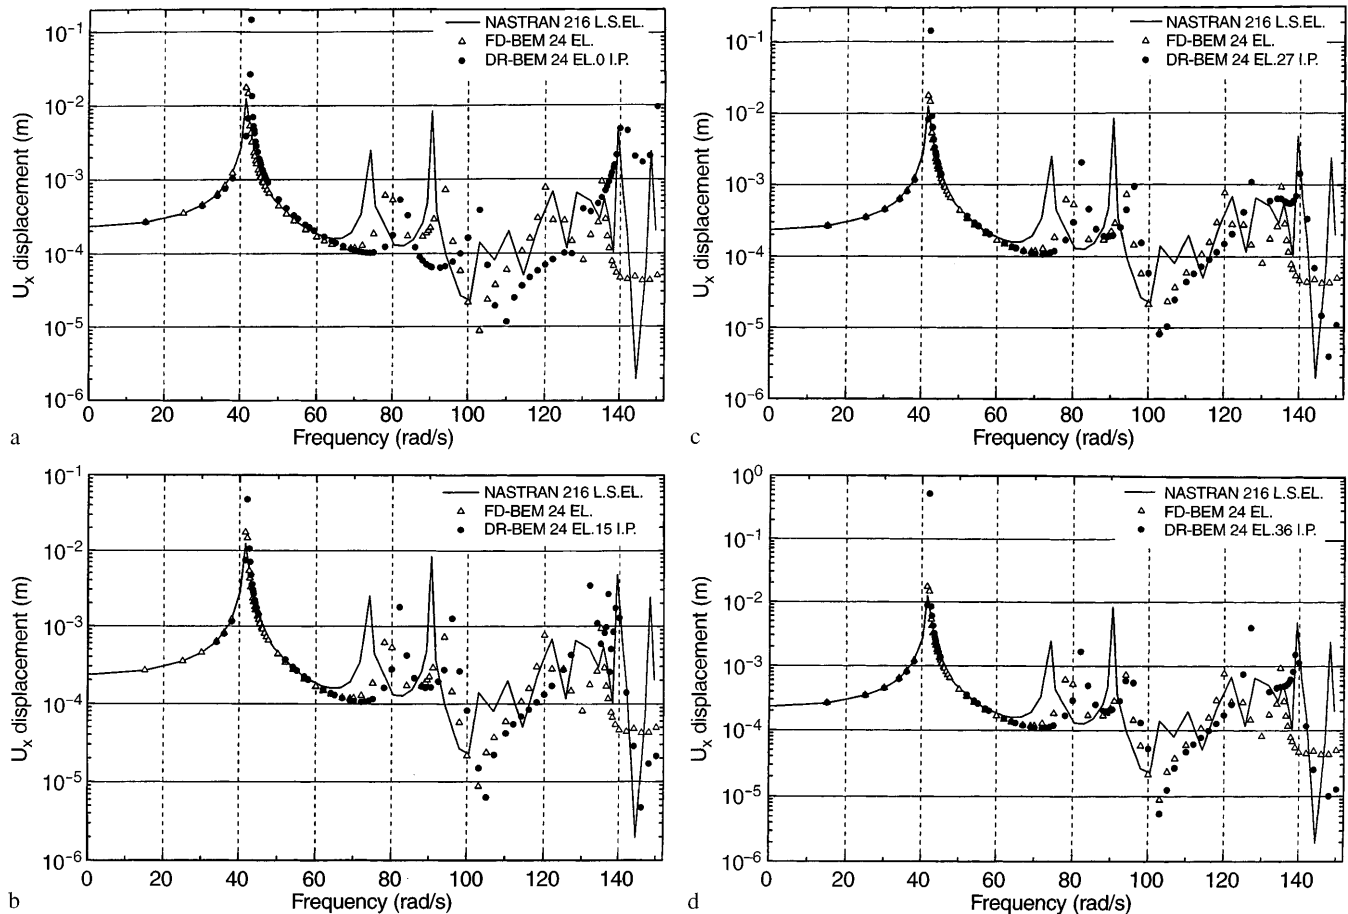 10⁻¹
10⁻²
10⁻³
10⁻⁴
10⁻⁵
10⁻⁶
Uₓ displacement (m)
NASTRAN 216 L.S.EL.
FD-BEM 24 EL.
DR-BEM 24 EL.0 I.P.
0 20 40 60 80 100 120 140
Frequency (rad/s)
a
10⁻¹
10⁻²
10⁻³
10⁻⁴
10⁻⁵
10⁻⁶
Uₓ displacement (m)
NASTRAN 216 L.S.EL.
FD-BEM 24 EL.
DR-BEM 24 EL.27 I.P.
0 20 40 60 80 100 120 140
Frequency (rad/s)
c
10⁻¹
10⁻²
10⁻³
10⁻⁴
10⁻⁵
10⁻⁶
Uₓ displacement (m)
NASTRAN 216 L.S.EL.
FD-BEM 24 EL.
DR-BEM 24 EL.15 I.P.
0 20 40 60 80 100 120 140
Frequency (rad/s)
b
10⁰
10⁻¹
10⁻²
10⁻³
10⁻⁴
10⁻⁵
10⁻⁶
Uₓ displacement (m)
NASTRAN 216 L.S.EL.
FD-BEM 24 EL.
DR-BEM 24 EL.36 I.P.
0 20 40 60 80 100 120 140
Frequency (rad/s)
d